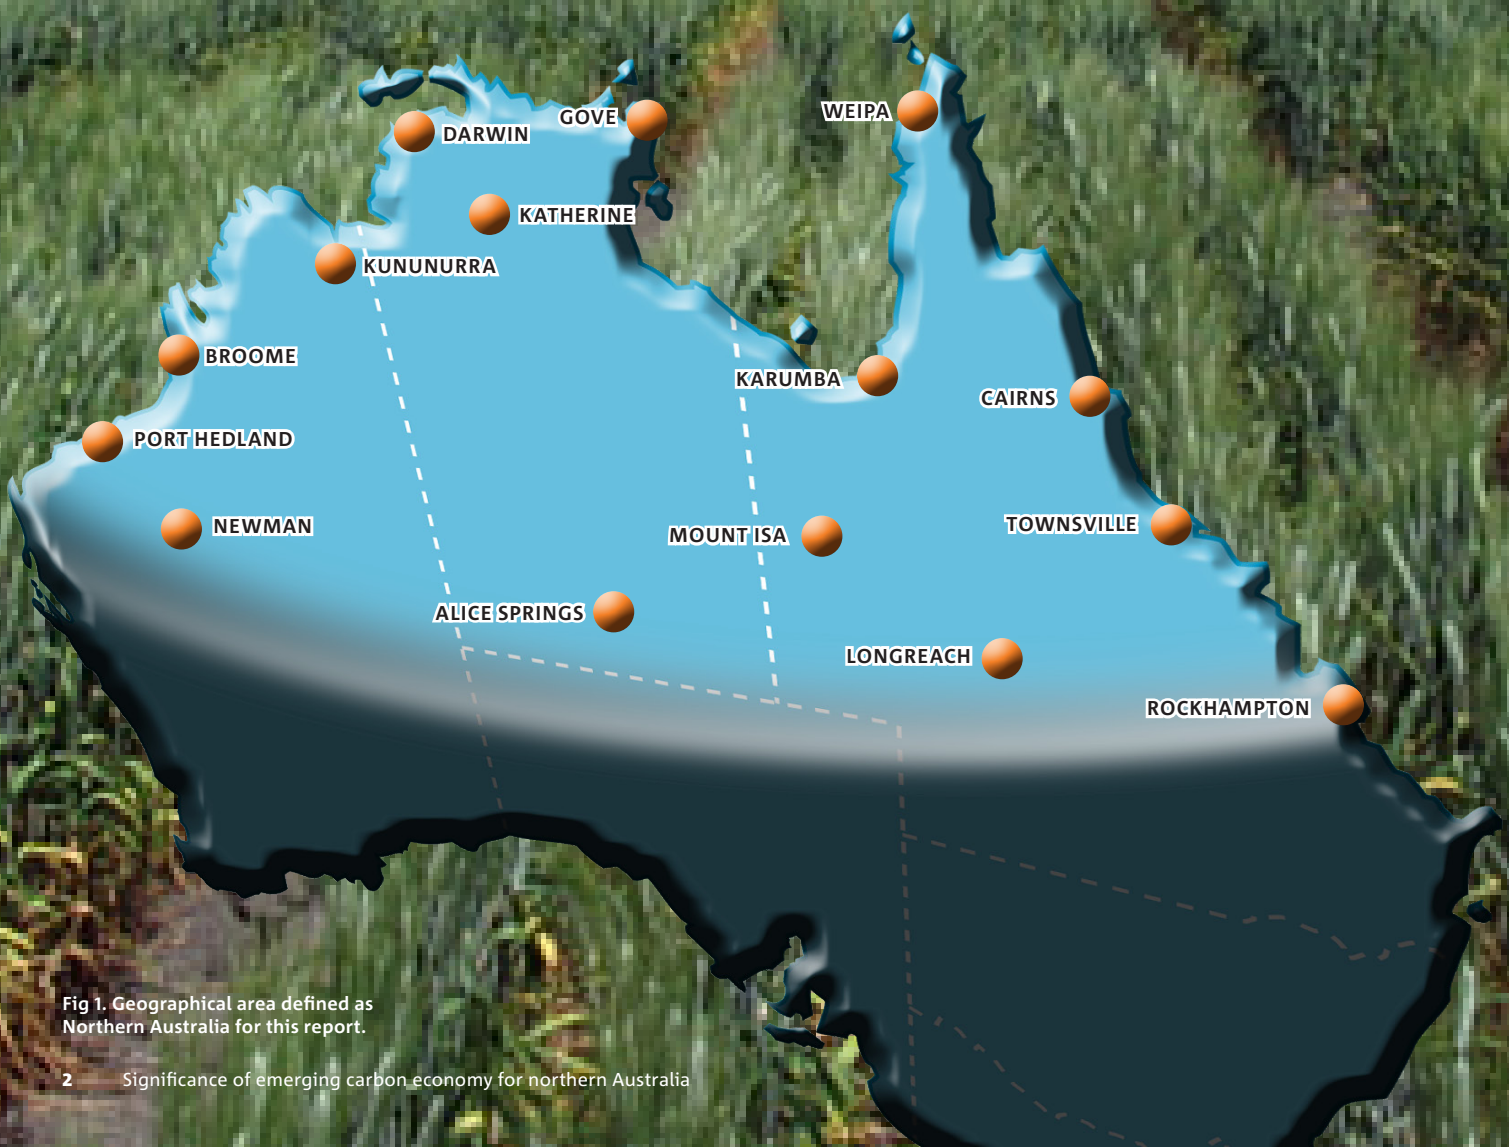 GOVE
WEIPA
DARWIN
KATHERINE
KUNUNURRA
BROOME
KARUMBA
CAIRNS
PORT HEDLAND
NEWMAN
MOUNT ISA
TOWNSVILLE
ALICE SPRINGS
LONGREACH
ROCKHAMPTON
Fig 1. Geographical area defined as
Northern Australia for this report.
2 Significance of emerging carbon economy for northern Australia